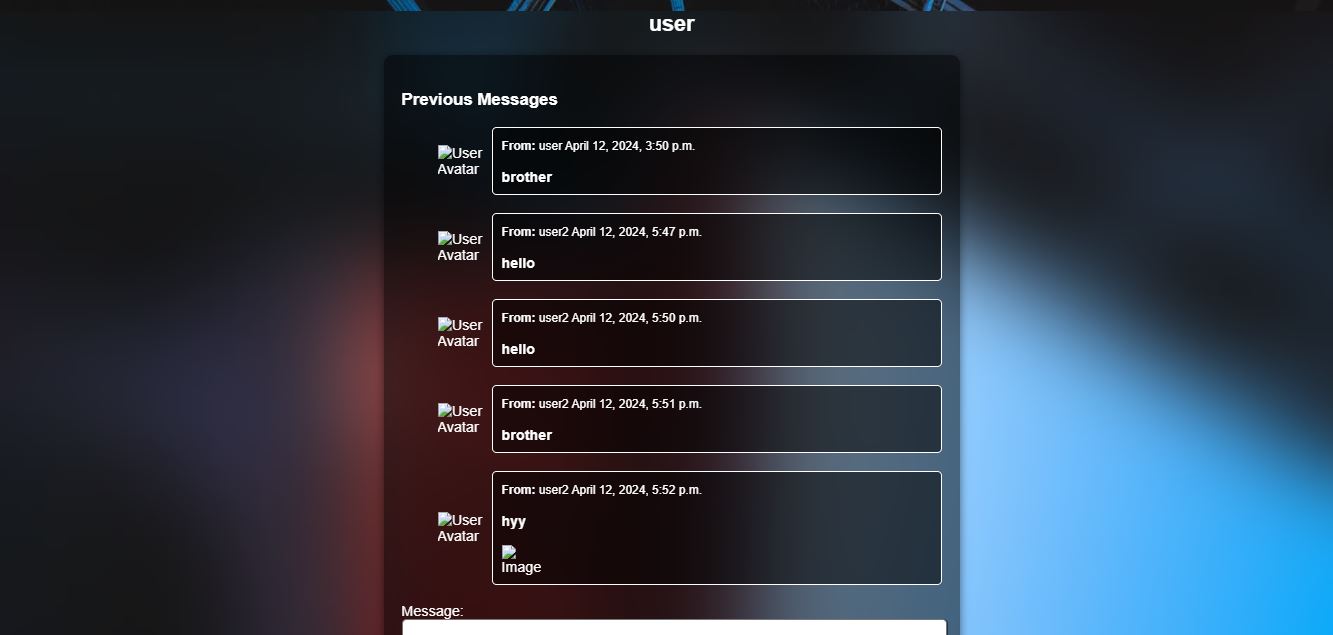 user
Previous Messages
User
Avatar
From: user April 12, 2024, 3:50 p.m.
brother
User
Avatar
From: user2 April 12, 2024, 5:47 p.m.
hello
User
Avatar
From: user2 April 12, 2024, 5:50 p.m.
hello
User
Avatar
From: user2 April 12, 2024, 5:51 p.m.
brother
User
Avatar
From: user2 April 12, 2024, 5:52 p.m.
hyy
Image
Message: